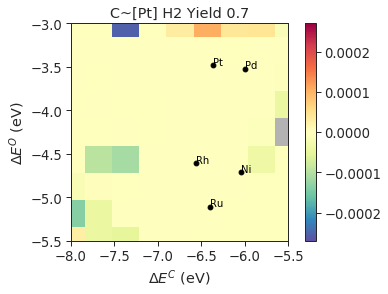 C~[Pt] H2 Yield 0.7
−3.0
−3.5
−4.0
−4.5
−5.0
−5.5
ΔE^O (eV)
Pt
Pd
Rh
Ni
Ru
−8.0 −7.5 −7.0 −6.5 −6.0 −5.5
ΔE^C (eV)
0.0002
0.0001
0.0000
−0.0001
−0.0002